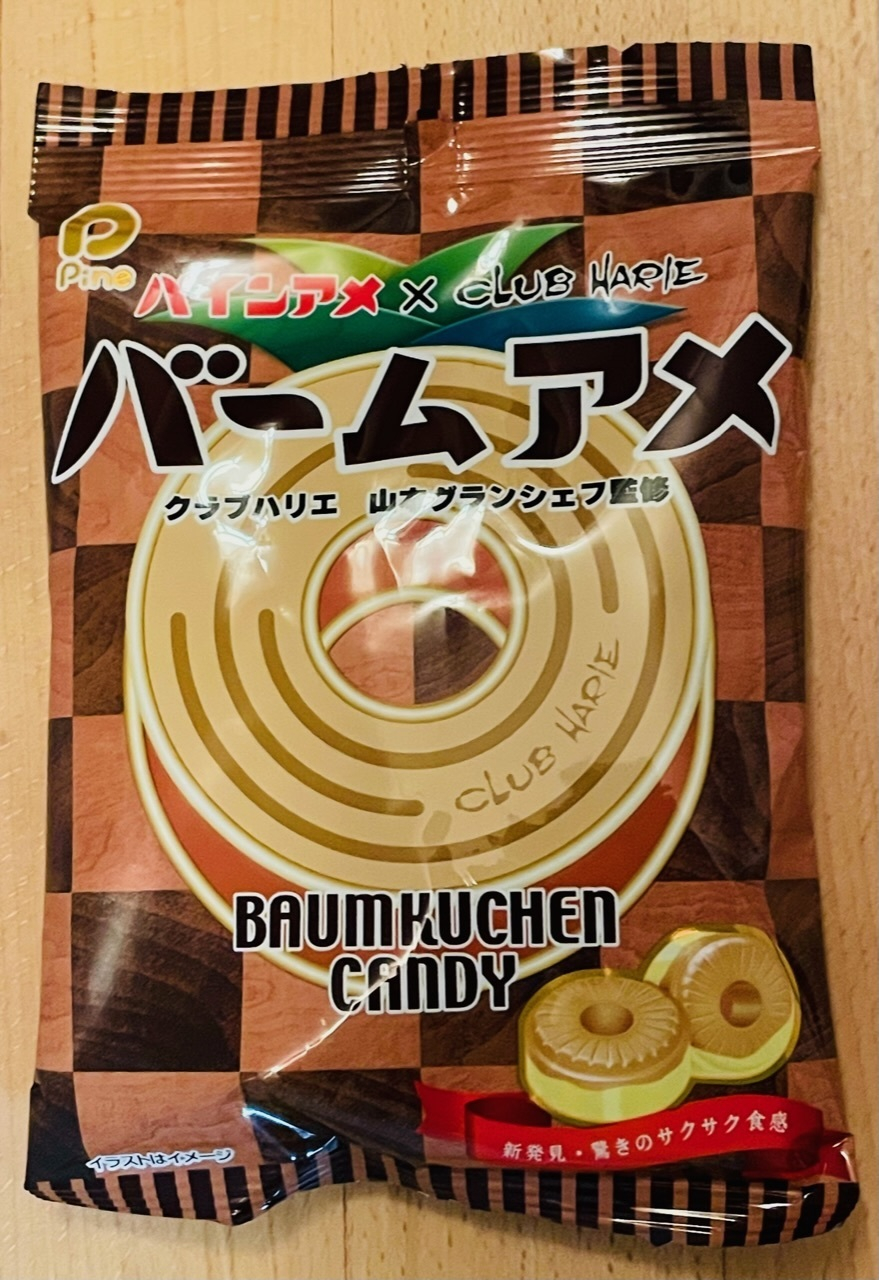 Pine
パインアメ × CLUB HARIE
バームアメ
クラブハリエ 山本グランシェフ監修
CLUB HARIE
BAUMKUCHEN
CANDY
新発見・驚きのサクサク食感
イラストはイメージ